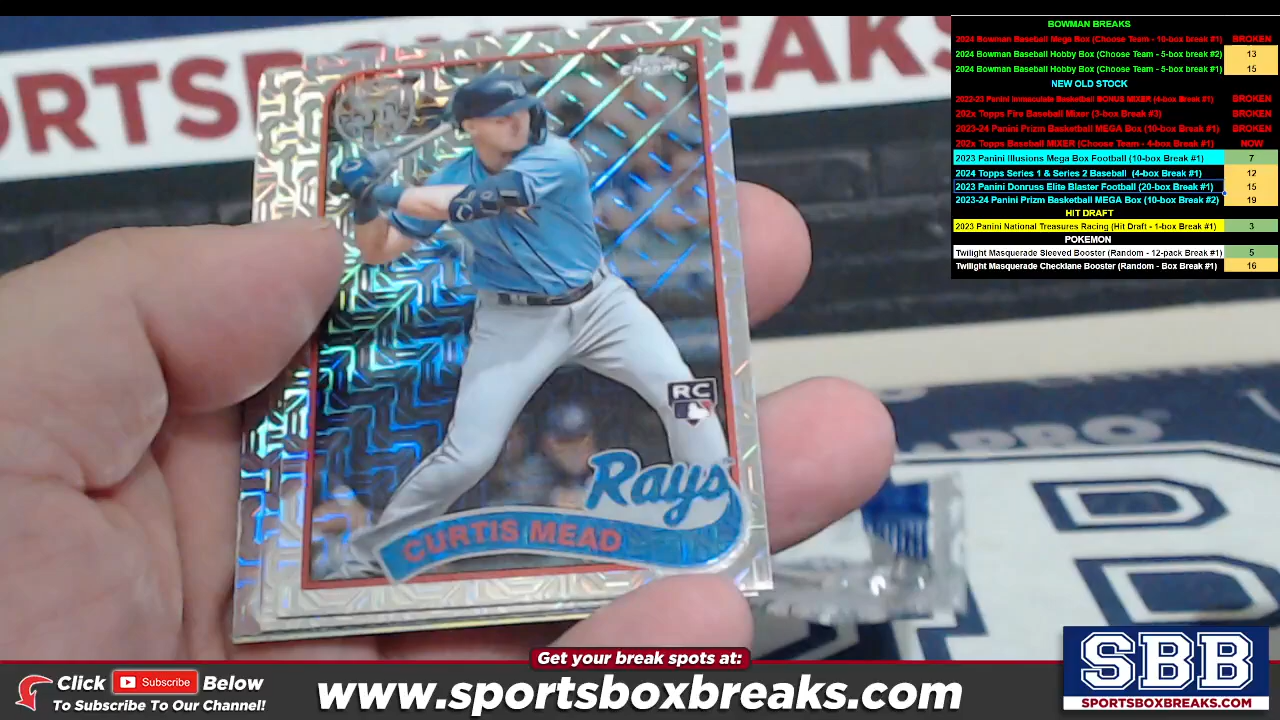 SPORTSB
EAKS
Chrome
RC
Rays
CURTIS MEAD
BOWMAN BREAKS
2024 Bowman Baseball Mega Box (Choose Team - 10-box break #1) BROKEN
2024 Bowman Baseball Hobby Box (Choose Team - 5-box break #2) 13
2024 Bowman Baseball Hobby Box (Choose Team - 5-box break #1) 15
NEW OLD STOCK
2022-23 Panini Immaculate Basketball BONUS MIXER (4-box Break #1) BROKEN
202x Topps Fire Baseball Mixer (3-box Break #3) BROKEN
2023-24 Panini Prizm Basketball MEGA Box (10-box Break #1) BROKEN
202x Topps Baseball MIXER (Choose Team - 4-box Break #1) NOW
2023 Panini Illusions Mega Box Football (10-box Break #1) 7
2024 Topps Series 1 & Series 2 Baseball (4-box Break #1) 12
2023 Panini Donruss Elite Blaster Football (20-box Break #1) 15
2023-24 Panini Prizm Basketball MEGA Box (10-box Break #2) 19
HIT DRAFT
2023 Panini National Treasures Racing (Hit Draft - 1-box Break #1) 3
POKEMON
Twilight Masquerade Sleeved Booster (Random - 12-pack Break #1) 5
Twilight Masquerade Checklane Booster (Random - Box Break #1) 16
Get your break spots at:
Click Subscribe Below
To Subscribe To Our Channel!
www.sportsboxbreaks.com
SBB
SPORTSBOXBREAKS.COM